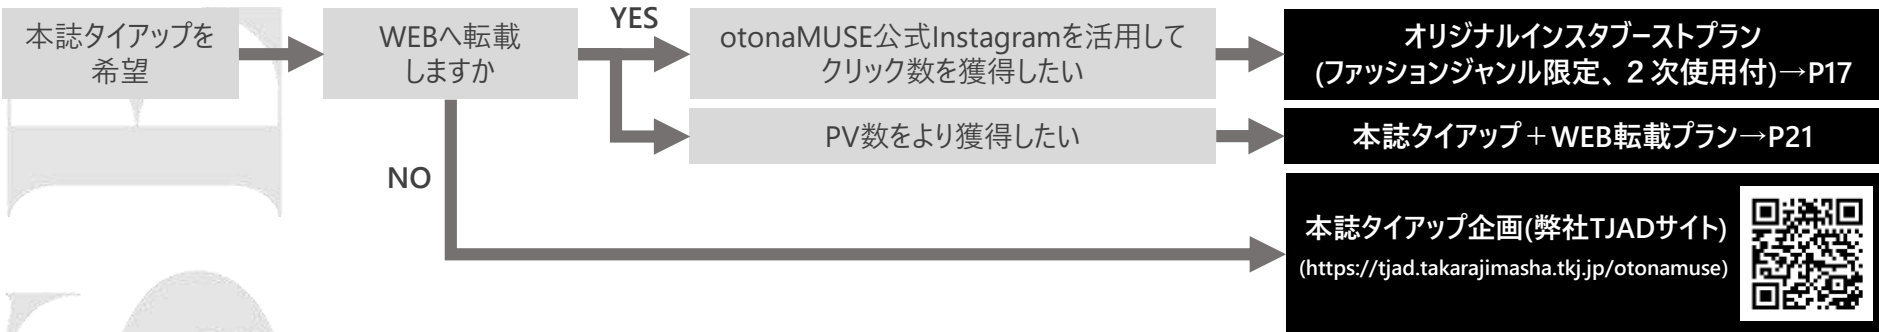 本誌タイアップを
希望
WEBへ転載
しますか
YES
otonaMUSE公式Instagramを活用して
クリック数を獲得したい
オリジナルインスタブーストプラン
(ファッションジャンル限定、２次使用付)→P17
PV数をより獲得したい
本誌タイアップ＋WEB転載プラン→P21
NO
本誌タイアップ企画(弊社TJADサイト)
(https://tjad.takarajimasha.tkj.jp/otonamuse)